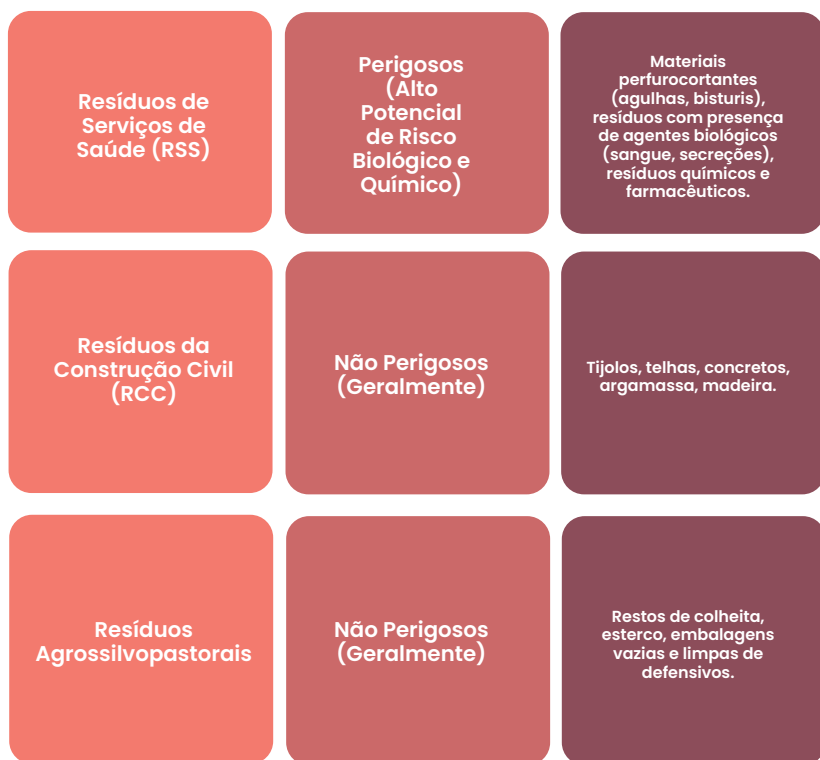 Resíduos de
Serviços de
Saúde (RSS)
Perigosos
(Alto
Potencial
de Risco
Biológico e
Químico)
Materiais
perfurocortantes
(agulhas, bisturis),
resíduos com presença
de agentes biológicos
(sangue, secreções),
resíduos químicos e
farmacêuticos.
Resíduos da
Construção Civil
(RCC)
Não Perigosos
(Geralmente)
Tijolos, telhas, concretos,
argamassa, madeira.
Resíduos
Agrossilvopastorais
Não Perigosos
(Geralmente)
Restos de colheita,
esterco, embalagens
vazias e limpas de
defensivos.